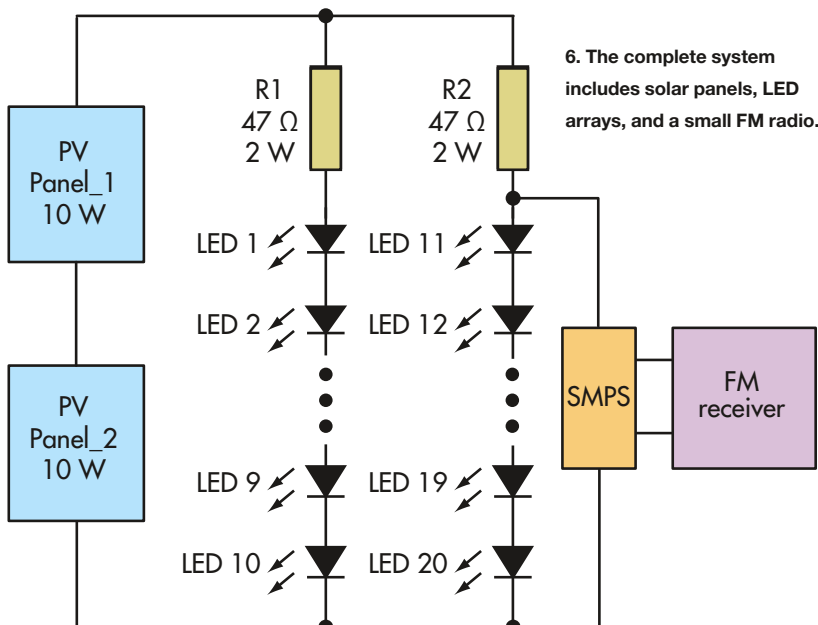 6. The complete system
includes solar panels, LED
arrays, and a small FM radio.
PV
Panel_1
10 W
PV
Panel_2
10 W
R1
47 Ω
2 W
R2
47 Ω
2 W
LED 1
LED 2
LED 9
LED 10
LED 11
LED 12
LED 19
LED 20
SMPS
FM
receiver